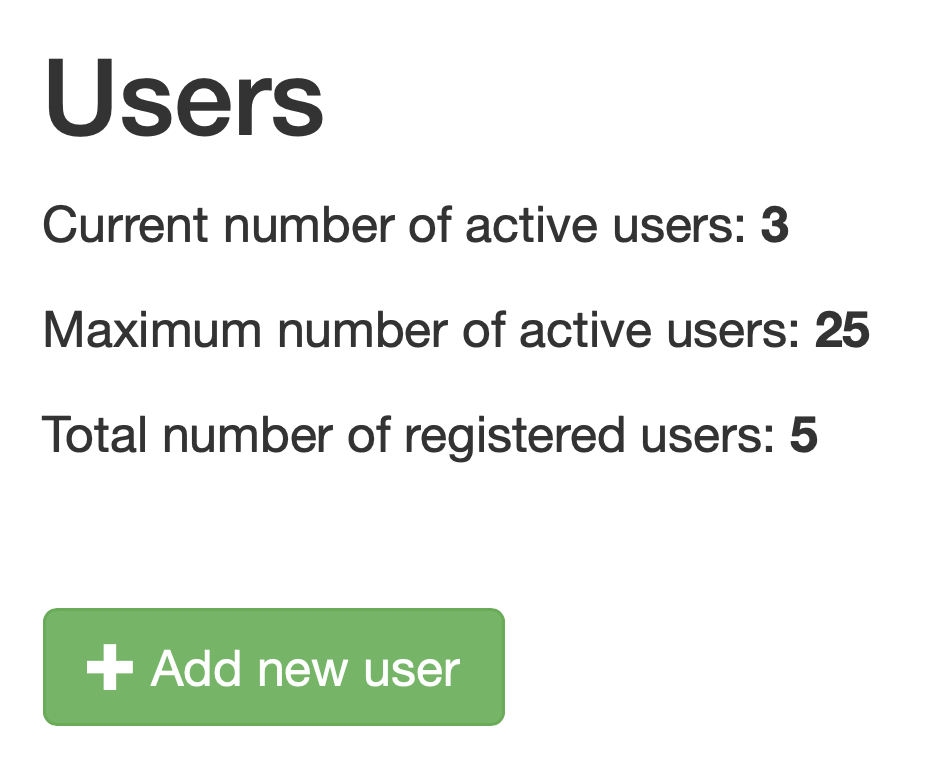 Users
Current number of active users: 3
Maximum number of active users: 25
Total number of registered users: 5
Add new user